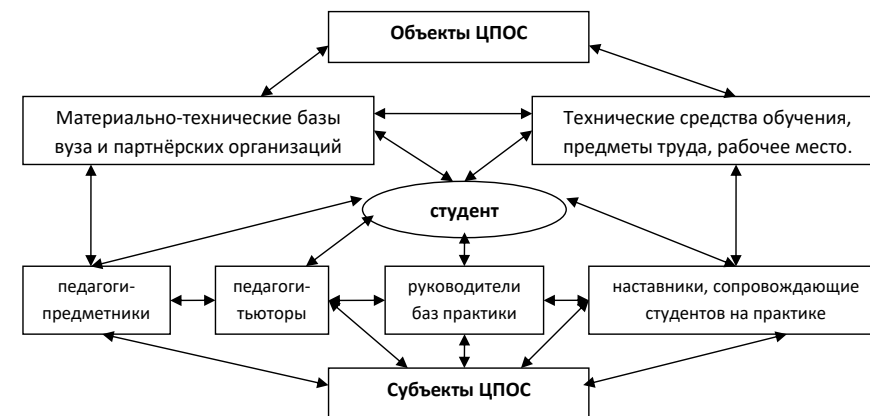 Объекты ЦПОС
Материально-технические базы
вуза и партнёрских организаций
Технические средства обучения,
предметы труда, рабочее место.
студент
педагоги-
предметники
педагоги-
тьюторы
руководители
баз практики
наставники, сопровождающие
студентов на практике
Субъекты ЦПОС